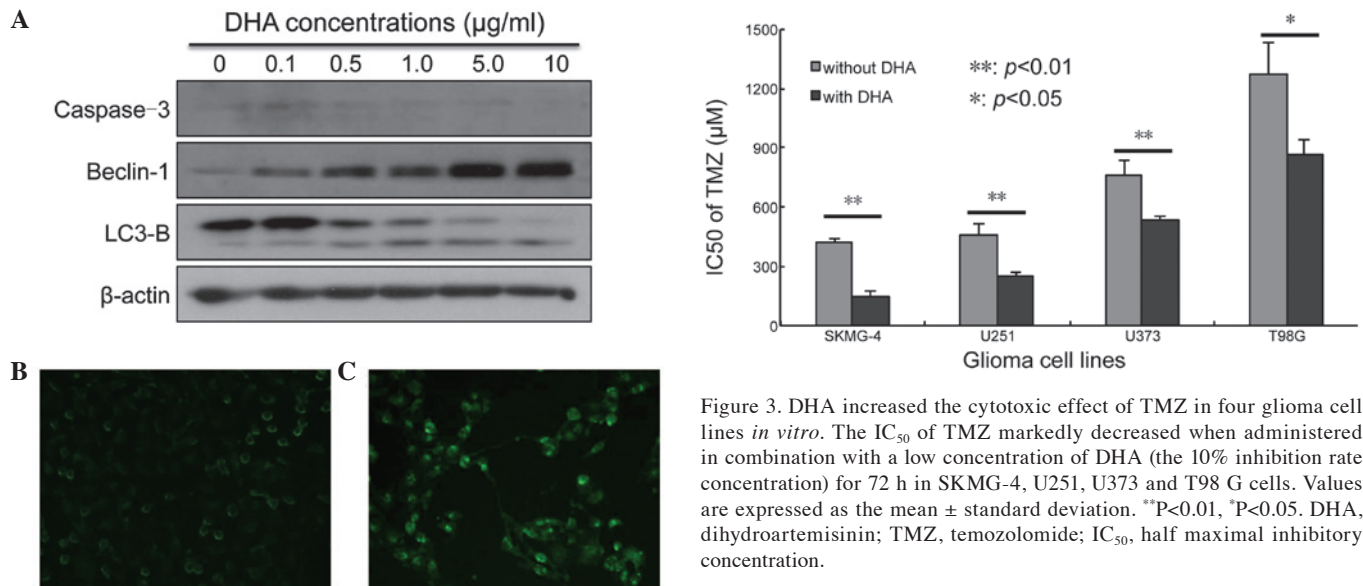 A
DHA concentrations (µg/ml)
0 0.1 0.5 1.0 5.0 10
Caspase-3
Beclin-1
LC3-B
β-actin
B
C
1500
1200
900
600
300
0
IC50 of TMZ (µM)
without DHA
with DHA
**: p<0.01
*: p<0.05
**
**
**
*
SKMG-4 U251 U373 T98G
Glioma cell lines
Figure 3. DHA increased the cytotoxic effect of TMZ in four glioma cell
lines in vitro. The IC50 of TMZ markedly decreased when administered
in combination with a low concentration of DHA (the 10% inhibition rate
concentration) for 72 h in SKMG-4, U251, U373 and T98 G cells. Values
are expressed as the mean ± standard deviation. **P<0.01, *P<0.05. DHA,
dihydroartemisinin; TMZ, temozolomide; IC50, half maximal inhibitory
concentration.